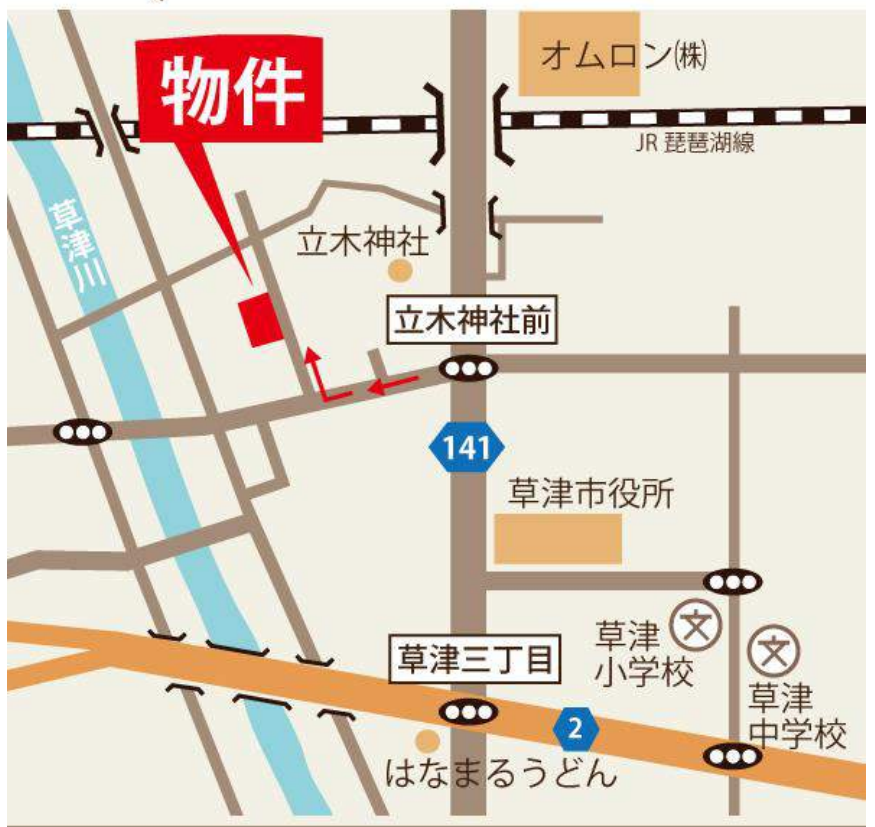 オムロン㈱
物件
JR 琵琶湖線
草津川
立木神社
立木神社前
141
草津市役所
草津
小学校
草津三丁目
草津
中学校
2
はなまるうどん
文
文